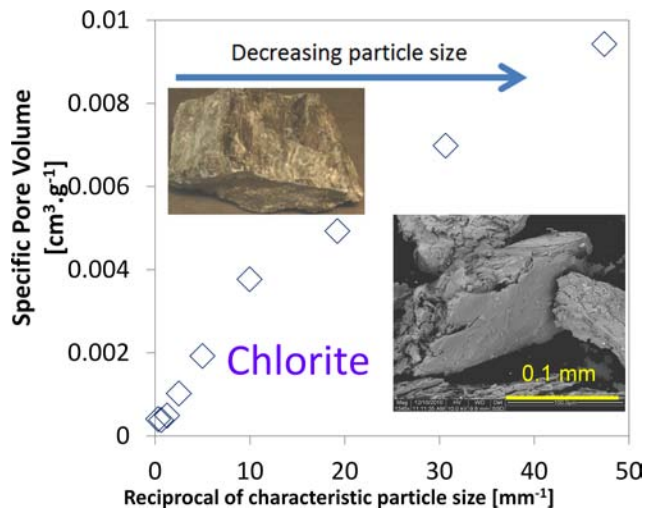 0.01
0.008
0.006
0.004
0.002
0
Specific Pore Volume
[cm³.g⁻¹]
Decreasing particle size
Chlorite
0.1 mm
0 10 20 30 40 50
Reciprocal of characteristic particle size [mm⁻¹]